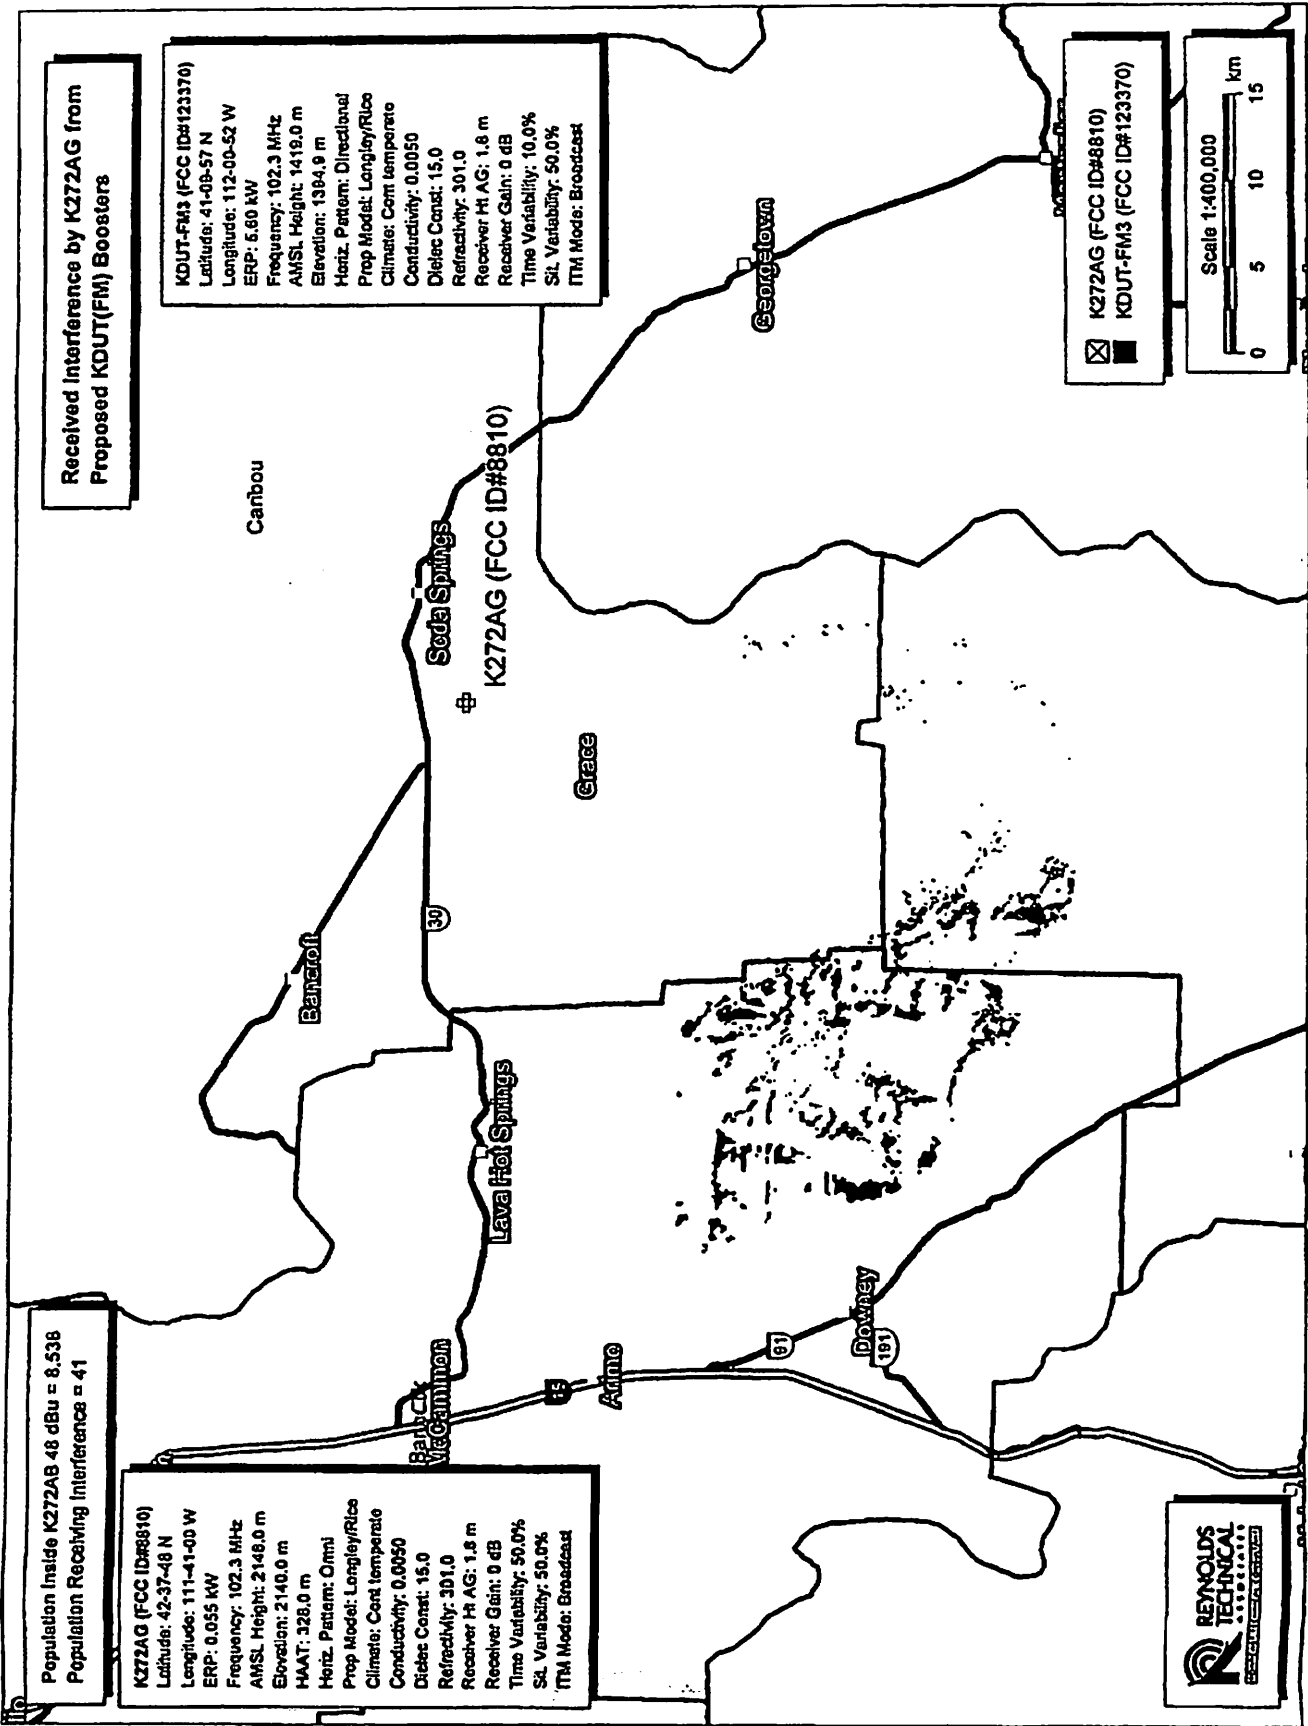 Population Inside K272AB 48 dBu = 8,538
Population Receiving Interference = 41
Received Interference by K272AG from
Proposed KDUT(FM) Boosters
K272AG (FCC ID#8810)
Latitude: 42-37-48 N
Longitude: 111-41-00 W
ERP: 0.055 kW
Frequency: 102.3 MHz
AMSL Height: 2148.0 m
Elevation: 2140.0 m
HAAT: 328.0 m
Horiz. Pattern: Omni
Prop Model: Longley/Rice
Climate: Cont temperate
Conductivity: 0.0050
Dielec Const: 15.0
Refractivity: 301.0
Receiver Ht AG: 1.8 m
Receiver Gain: 0 dB
Time Variability: 50.0%
Sit. Variability: 50.0%
ITM Mode: Broadcast
KDUT-FM3 (FCC ID#123370)
Latitude: 41-09-57 N
Longitude: 112-00-52 W
ERP: 5.60 kW
Frequency: 102.3 MHz
AMSL Height: 1419.0 m
Elevation: 1384.9 m
Horiz. Pattern: Directional
Prop Model: Longley/Rice
Climate: Cont temperate
Conductivity: 0.0050
Dielec Const: 15.0
Refractivity: 301.0
Receiver Ht AG: 1.8 m
Receiver Gain: 0 dB
Time Variability: 10.0%
Sit. Variability: 50.0%
ITM Mode: Broadcast
Caribou
Bancroft
30
Soda Springs
K272AG (FCC ID#8810)
McCammon
Lava Hot Springs
15
Arimo
Grace
91
Downey
191
Georgetown
REYNOLDS
TECHNICAL
ASSOCIATES
K272AG (FCC ID#8810)
KDUT-FM3 (FCC ID#123370)
Scale 1:400,000
0 5 10 15
km